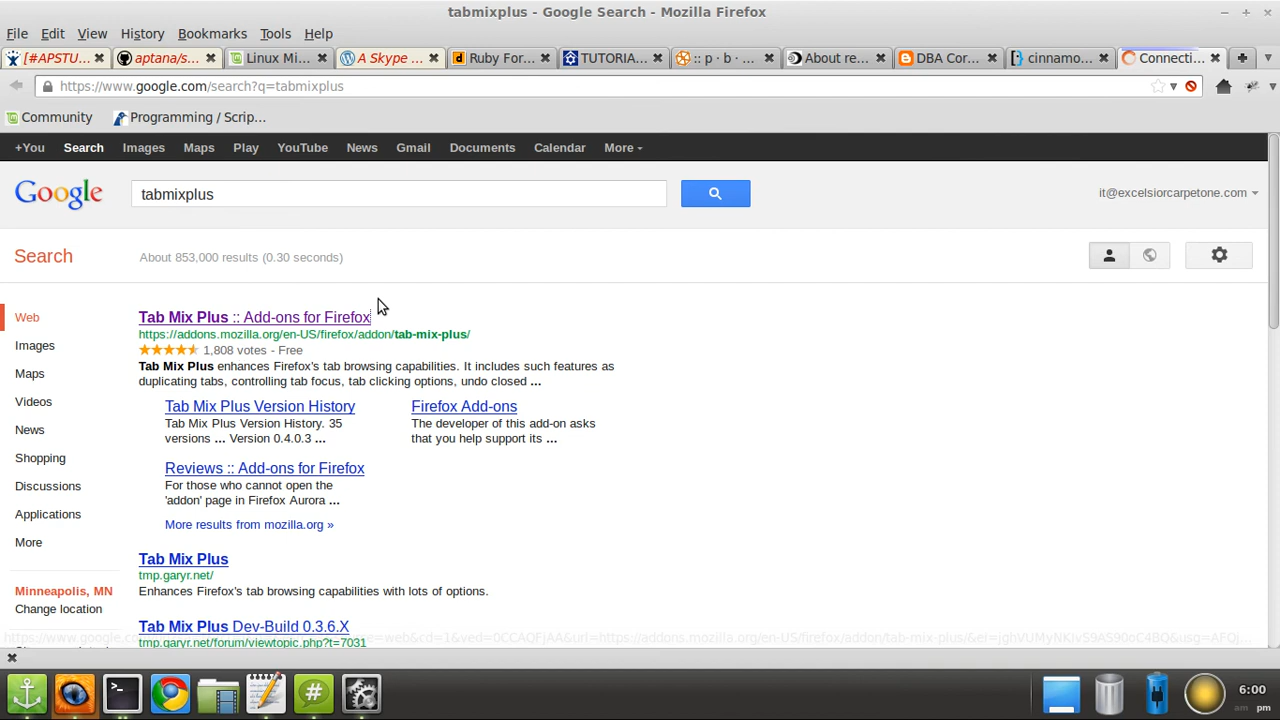 tabmixplus - Google Search - Mozilla Firefox
File Edit View History Bookmarks Tools Help
[#APSTU... aptana/s... Linux Mi... A Skype ... Ruby For... TUTORIA... :: p · b · ... About re... DBA Cor... cinnamo... Connecti...
https://www.google.com/search?q=tabmixplus
Community Programming / Scrip...
+You Search Images Maps Play YouTube News Gmail Documents Calendar More
Google tabmixplus it@excelsiorcarpetone.com
Search About 853,000 results (0.30 seconds)
Web
Images
Maps
Videos
News
Shopping
Discussions
Applications
More
Minneapolis, MN
Change location
Tab Mix Plus :: Add-ons for Firefox
https://addons.mozilla.org/en-US/firefox/addon/tab-mix-plus/
1,808 votes - Free
Tab Mix Plus enhances Firefox's tab browsing capabilities. It includes such features as
duplicating tabs, controlling tab focus, tab clicking options, undo closed ...
Tab Mix Plus Version History
Tab Mix Plus Version History. 35
versions ... Version 0.4.0.3 ...
Firefox Add-ons
The developer of this add-on asks
that you help support its ...
Reviews :: Add-ons for Firefox
For those who cannot open the
'addon' page in Firefox Aurora ...
More results from mozilla.org »
Tab Mix Plus
tmp.garyr.net/
Enhances Firefox's tab browsing capabilities with lots of options.
Tab Mix Plus Dev-Build 0.3.6.X
tmp.garyr.net/forum/viewtopic.php?t=7031
6:00
am pm